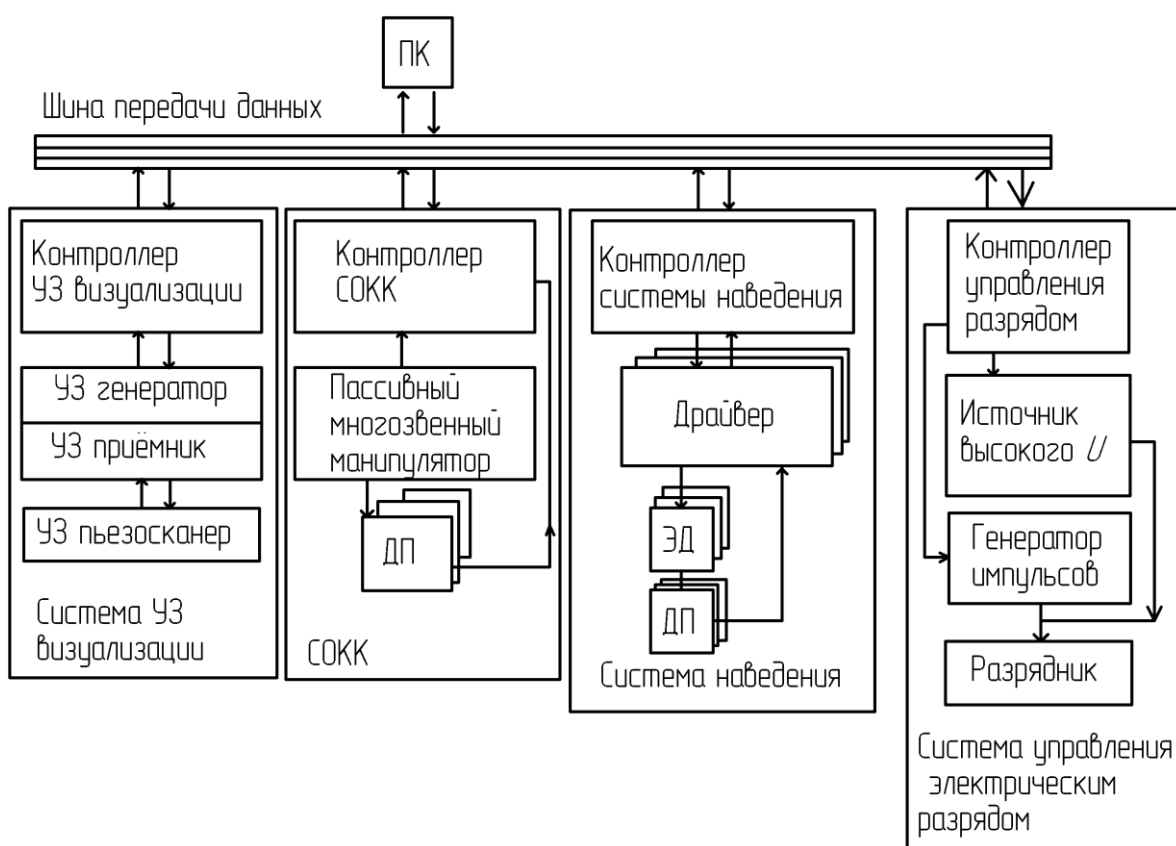 ПК
Шина передачи данных
Контроллер
УЗ визуализации
УЗ генератор
УЗ приёмник
УЗ пьезосканер
Система УЗ
визуализации
Контроллер
СОКК
Пассивный
многозвенный
манипулятор
ДП
СОКК
Контроллер
системы наведения
Драйвер
ЭД
ДП
Система наведения
Контроллер
управления
разрядом
Источник
высокого U
Генератор
импульсов
Разрядник
Система управления
электрическим
разрядом